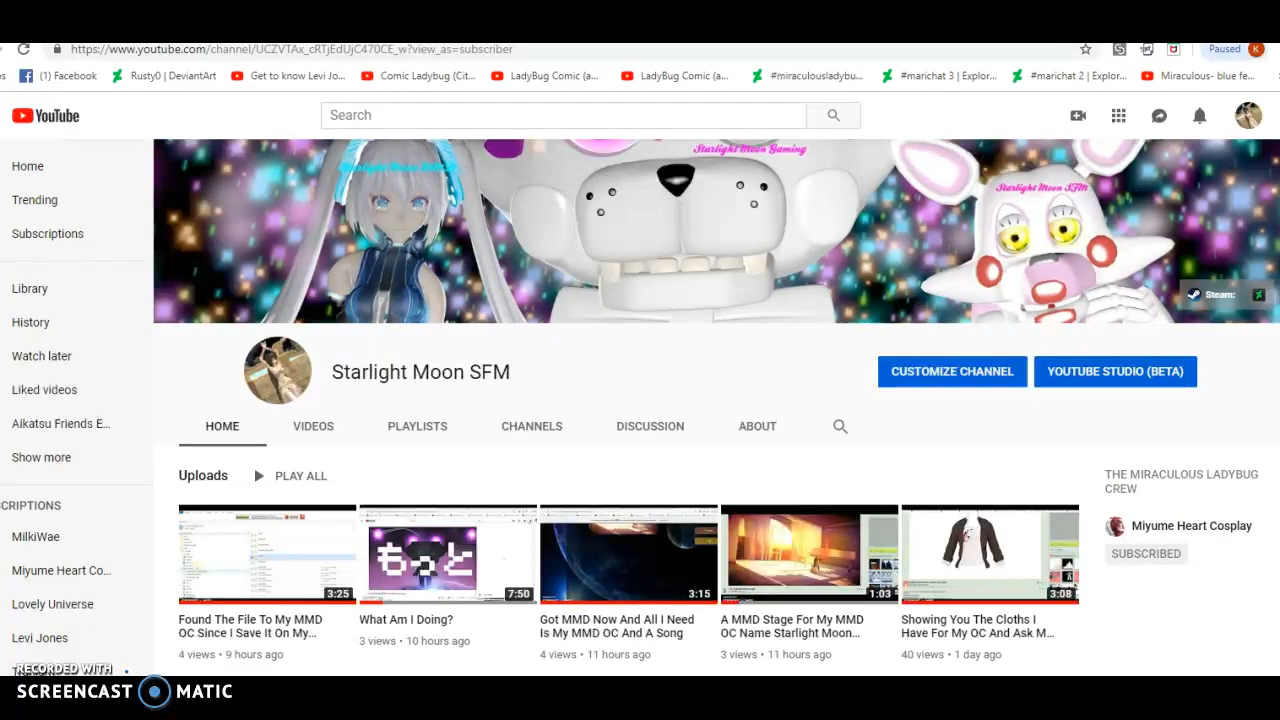 https://www.youtube.com/channel/UCZVTAx_cRTjEdUjC470CE_w?view_as=subscriber
Paused
K
(1) Facebook
Rusty0 | DeviantArt
Get to know Levi Jo...
Comic Ladybug (Cit...
LadyBug Comic (a...
LadyBug Comic (a...
#miraculousladybu...
#marichat 3 | Explor...
#marichat 2 | Explor...
Miraculous- blue fe...
YouTube
Search
Home
Trending
Subscriptions
Library
History
Watch later
Liked videos
Aikatsu Friends E...
Show more
CRIPTIONS
MilkiWae
Miyume Heart Co...
Lovely Universe
Levi Jones
Starlight Moon
Starlight Moon Gaming
Starlight Moon SFM
Steam:
Starlight Moon SFM
CUSTOMIZE CHANNEL
YOUTUBE STUDIO (BETA)
HOME
VIDEOS
PLAYLISTS
CHANNELS
DISCUSSION
ABOUT
Uploads
PLAY ALL
3:25
Found The File To My MMD
OC Since I Save It On My...
4 views • 9 hours ago
もっと
7:50
What Am I Doing?
3 views • 10 hours ago
3:15
Got MMD Now And All I Need
Is My MMD OC And A Song
4 views • 11 hours ago
1:03
A MMD Stage For My MMD
OC Name Starlight Moon...
3 views • 11 hours ago
3:08
Showing You The Cloths I
Have For My OC And Ask M...
40 views • 1 day ago
THE MIRACULOUS LADYBUG
CREW
Miyume Heart Cosplay
SUBSCRIBED
RECORDED WITH
SCREENCAST MATIC